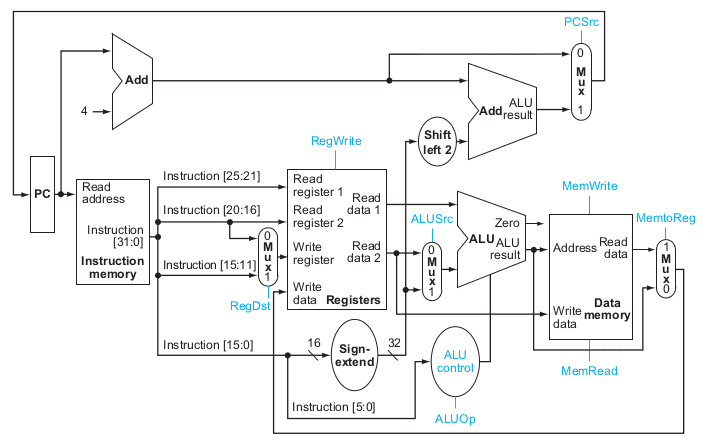 PCSrc
0
M
u
x
1
Add
4
Add
ALU
result
Shift
left 2
RegWrite
PC
Read
address
Instruction
[31:0]
Instruction
memory
Instruction [25:21]
Instruction [20:16]
Instruction [15:11]
0
M
u
x
1
RegDst
Read
register 1
Read
register 2
Write
register
Write
data
Read
data 1
Read
data 2
Registers
ALUSrc
0
M
u
x
1
Zero
ALU
ALU
result
MemWrite
Address
Read
data
Write
data
Data
memory
MemRead
MemtoReg
1
M
u
x
0
Instruction [15:0]
16
Sign-
extend
32
ALU
control
Instruction [5:0]
ALUOp